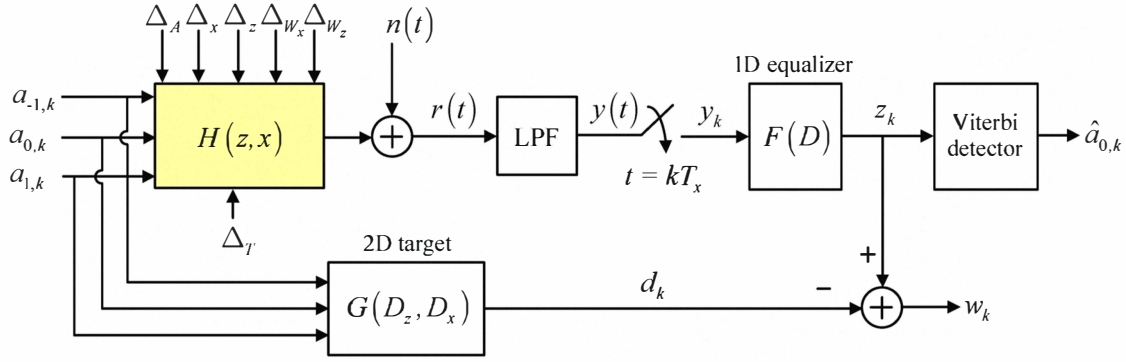 Δ_A Δ_x Δ_z Δ_{W_x} Δ_{W_z}
n(t)
1D equalizer
a_{-1,k}
a_{0,k}
a_{1,k}
H(z,x)
+
r(t)
LPF
y(t)
t = kT_x
y_k
F(D)
z_k
Viterbi
detector
â_{0,k}
Δ_T
2D target
G(D_z, D_x)
d_k
+
−
+
w_k